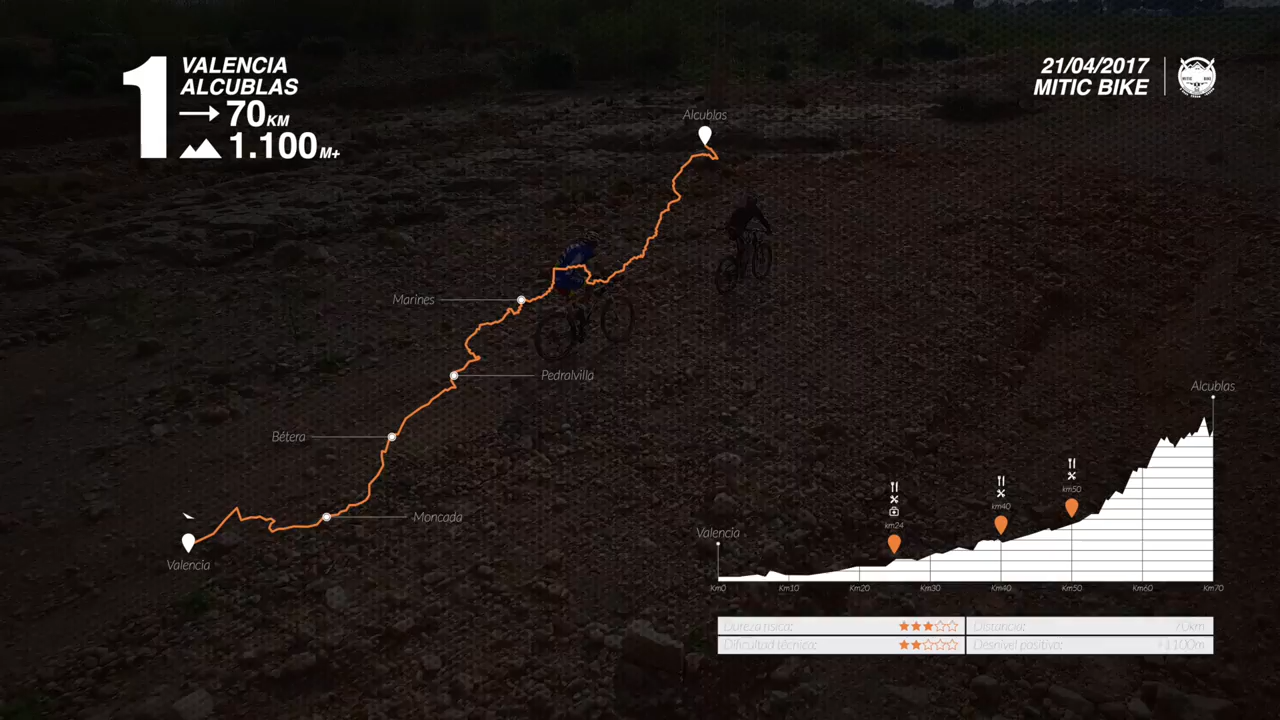 1
VALENCIA
ALCUBLAS
70KM
1.100M+
21/04/2017
MITIC BIKE
MITIC BIKE
Alcublas
Marines
Pedralvilla
Bétera
Moncada
Valencia
Alcublas
km50
km40
km24
Valencia
Km0 Km10 Km20 Km30 Km40 Km50 Km60 Km70
Dureza física: Distancia: 70km
Dificultad técnica: Desnivel positivo: +1100m